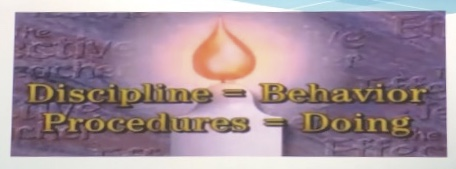 Discipline = Behavior
Procedures = Doing